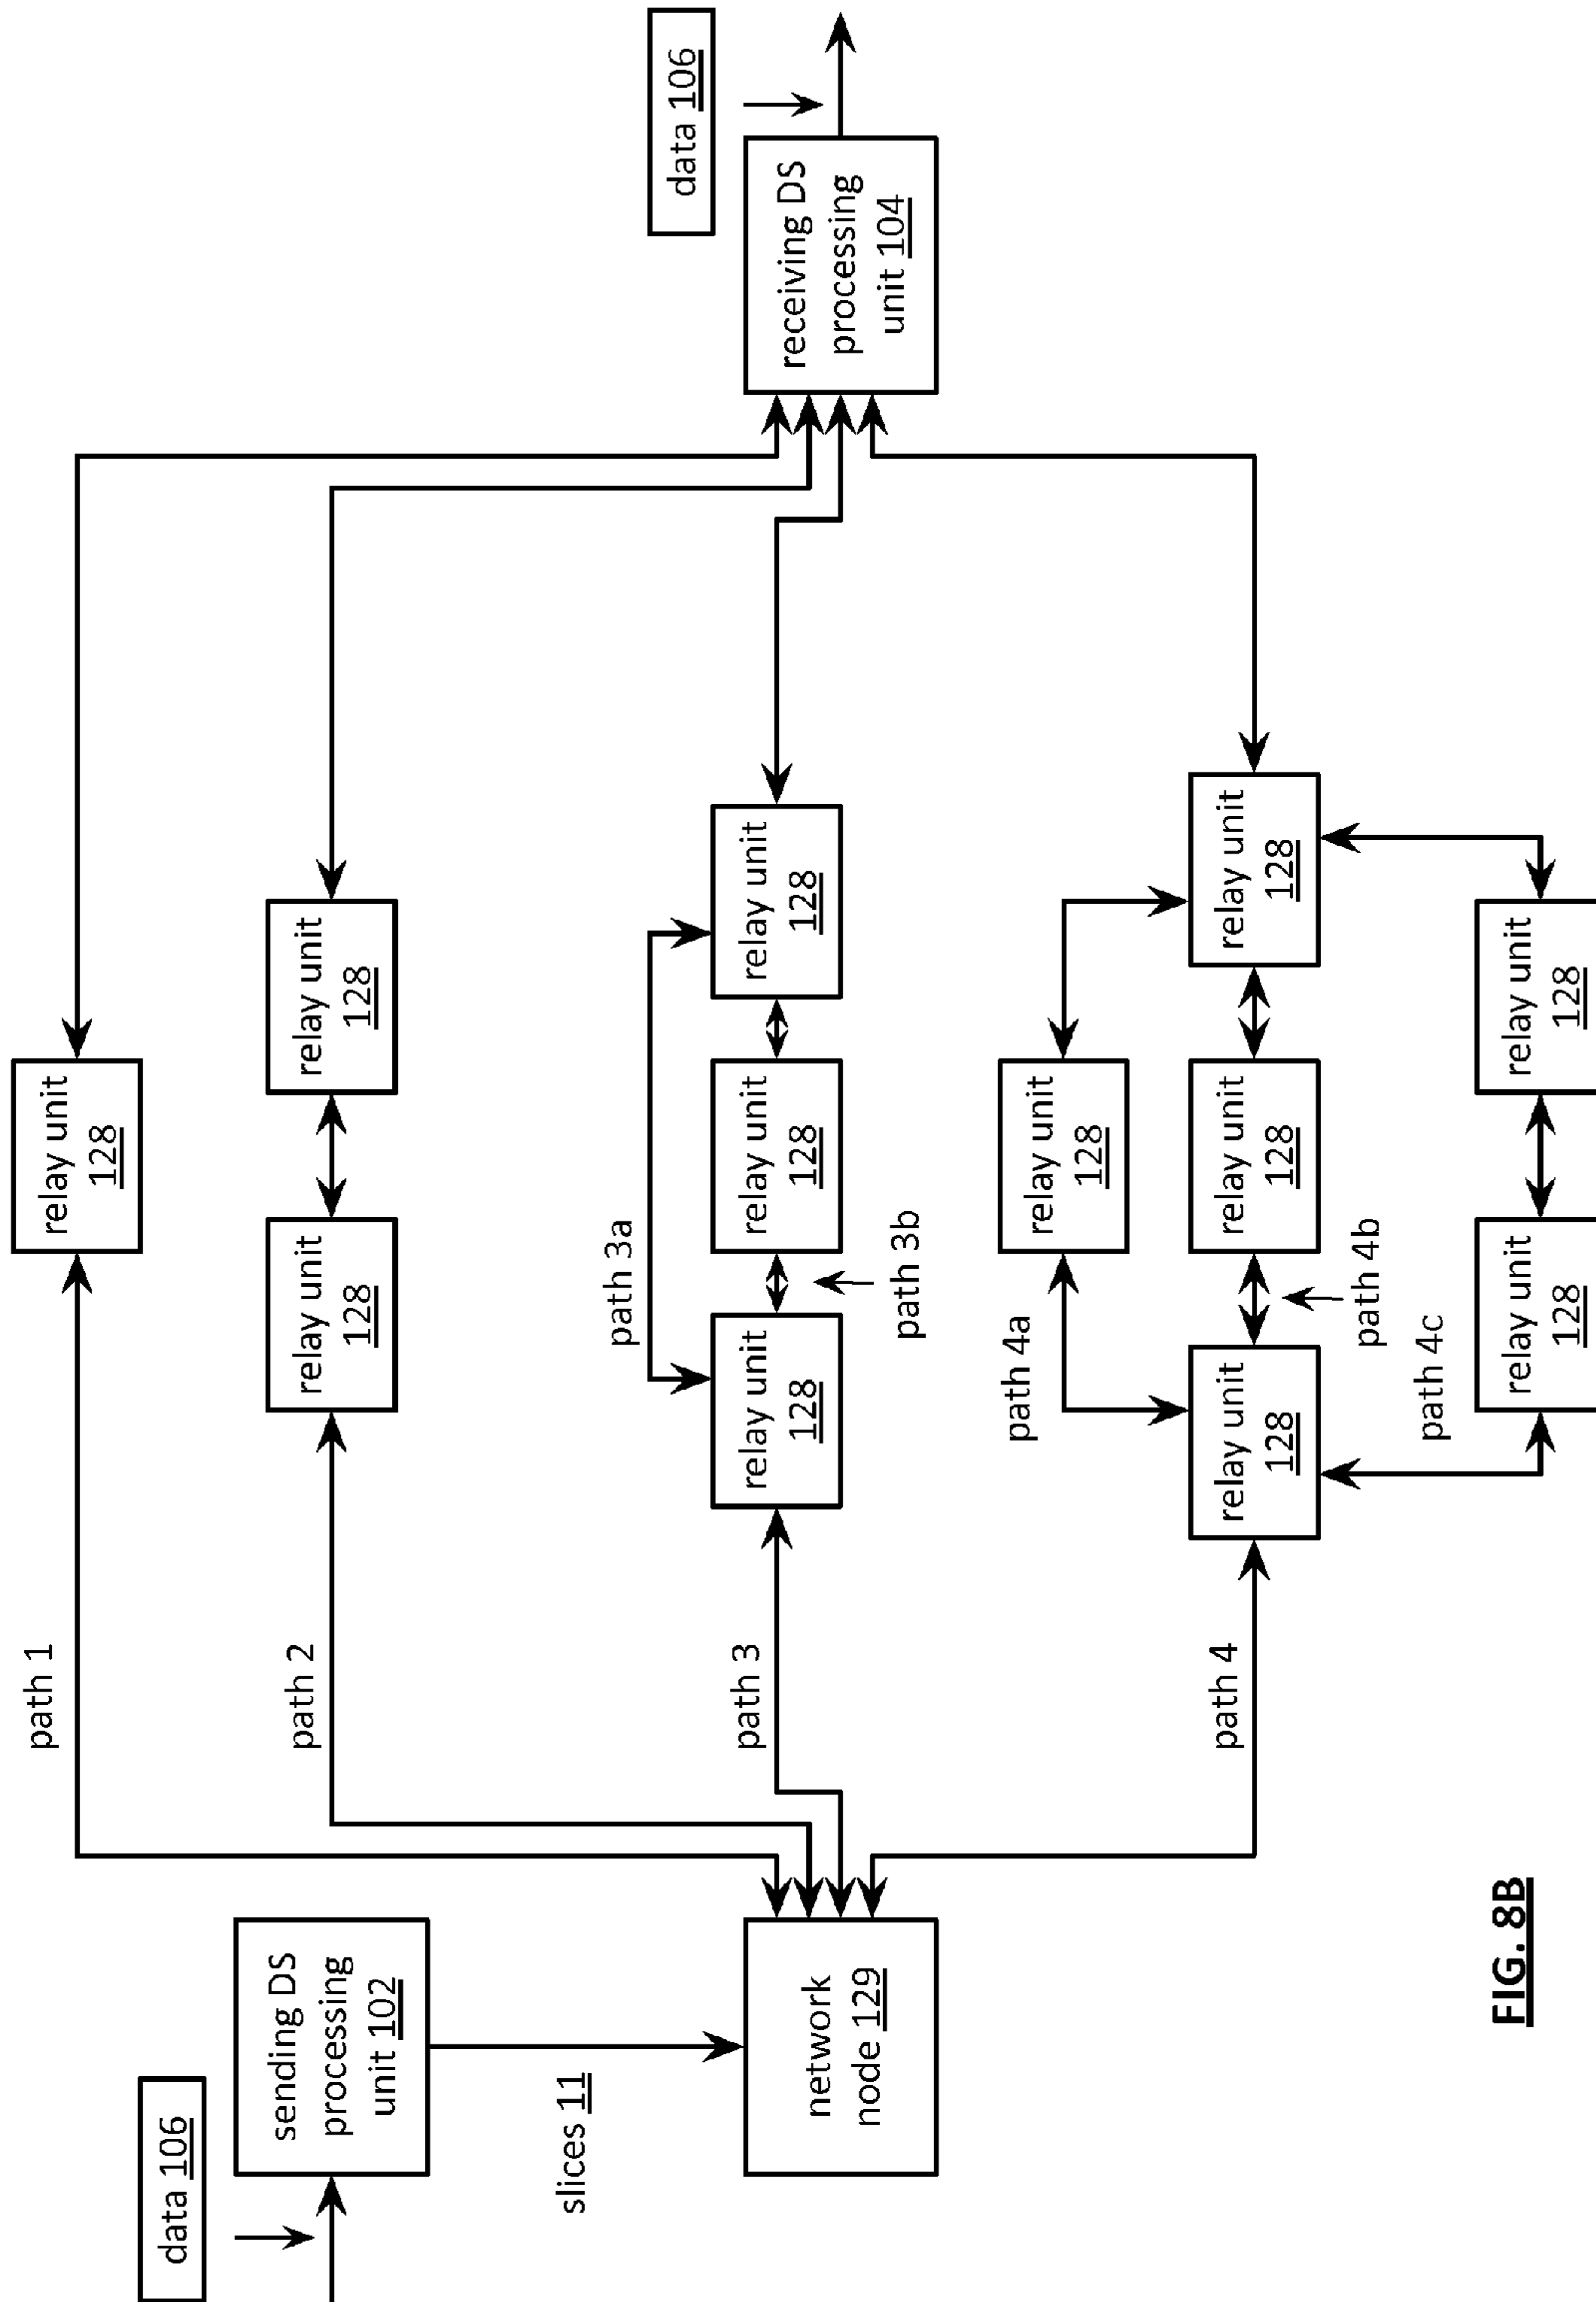 data 106
sending DS
processing
unit 102
slices 11
network
node 129
path 1
relay unit
128
path 2
relay unit
128
relay unit
128
path 3
relay unit
128
path 3a
path 3b
relay unit
128
relay unit
128
path 4
relay unit
128
path 4a
relay unit
128
path 4b
relay unit
128
relay unit
128
path 4c
relay unit
128
relay unit
128
data 106
receiving DS
processing
unit 104
FIG. 8B